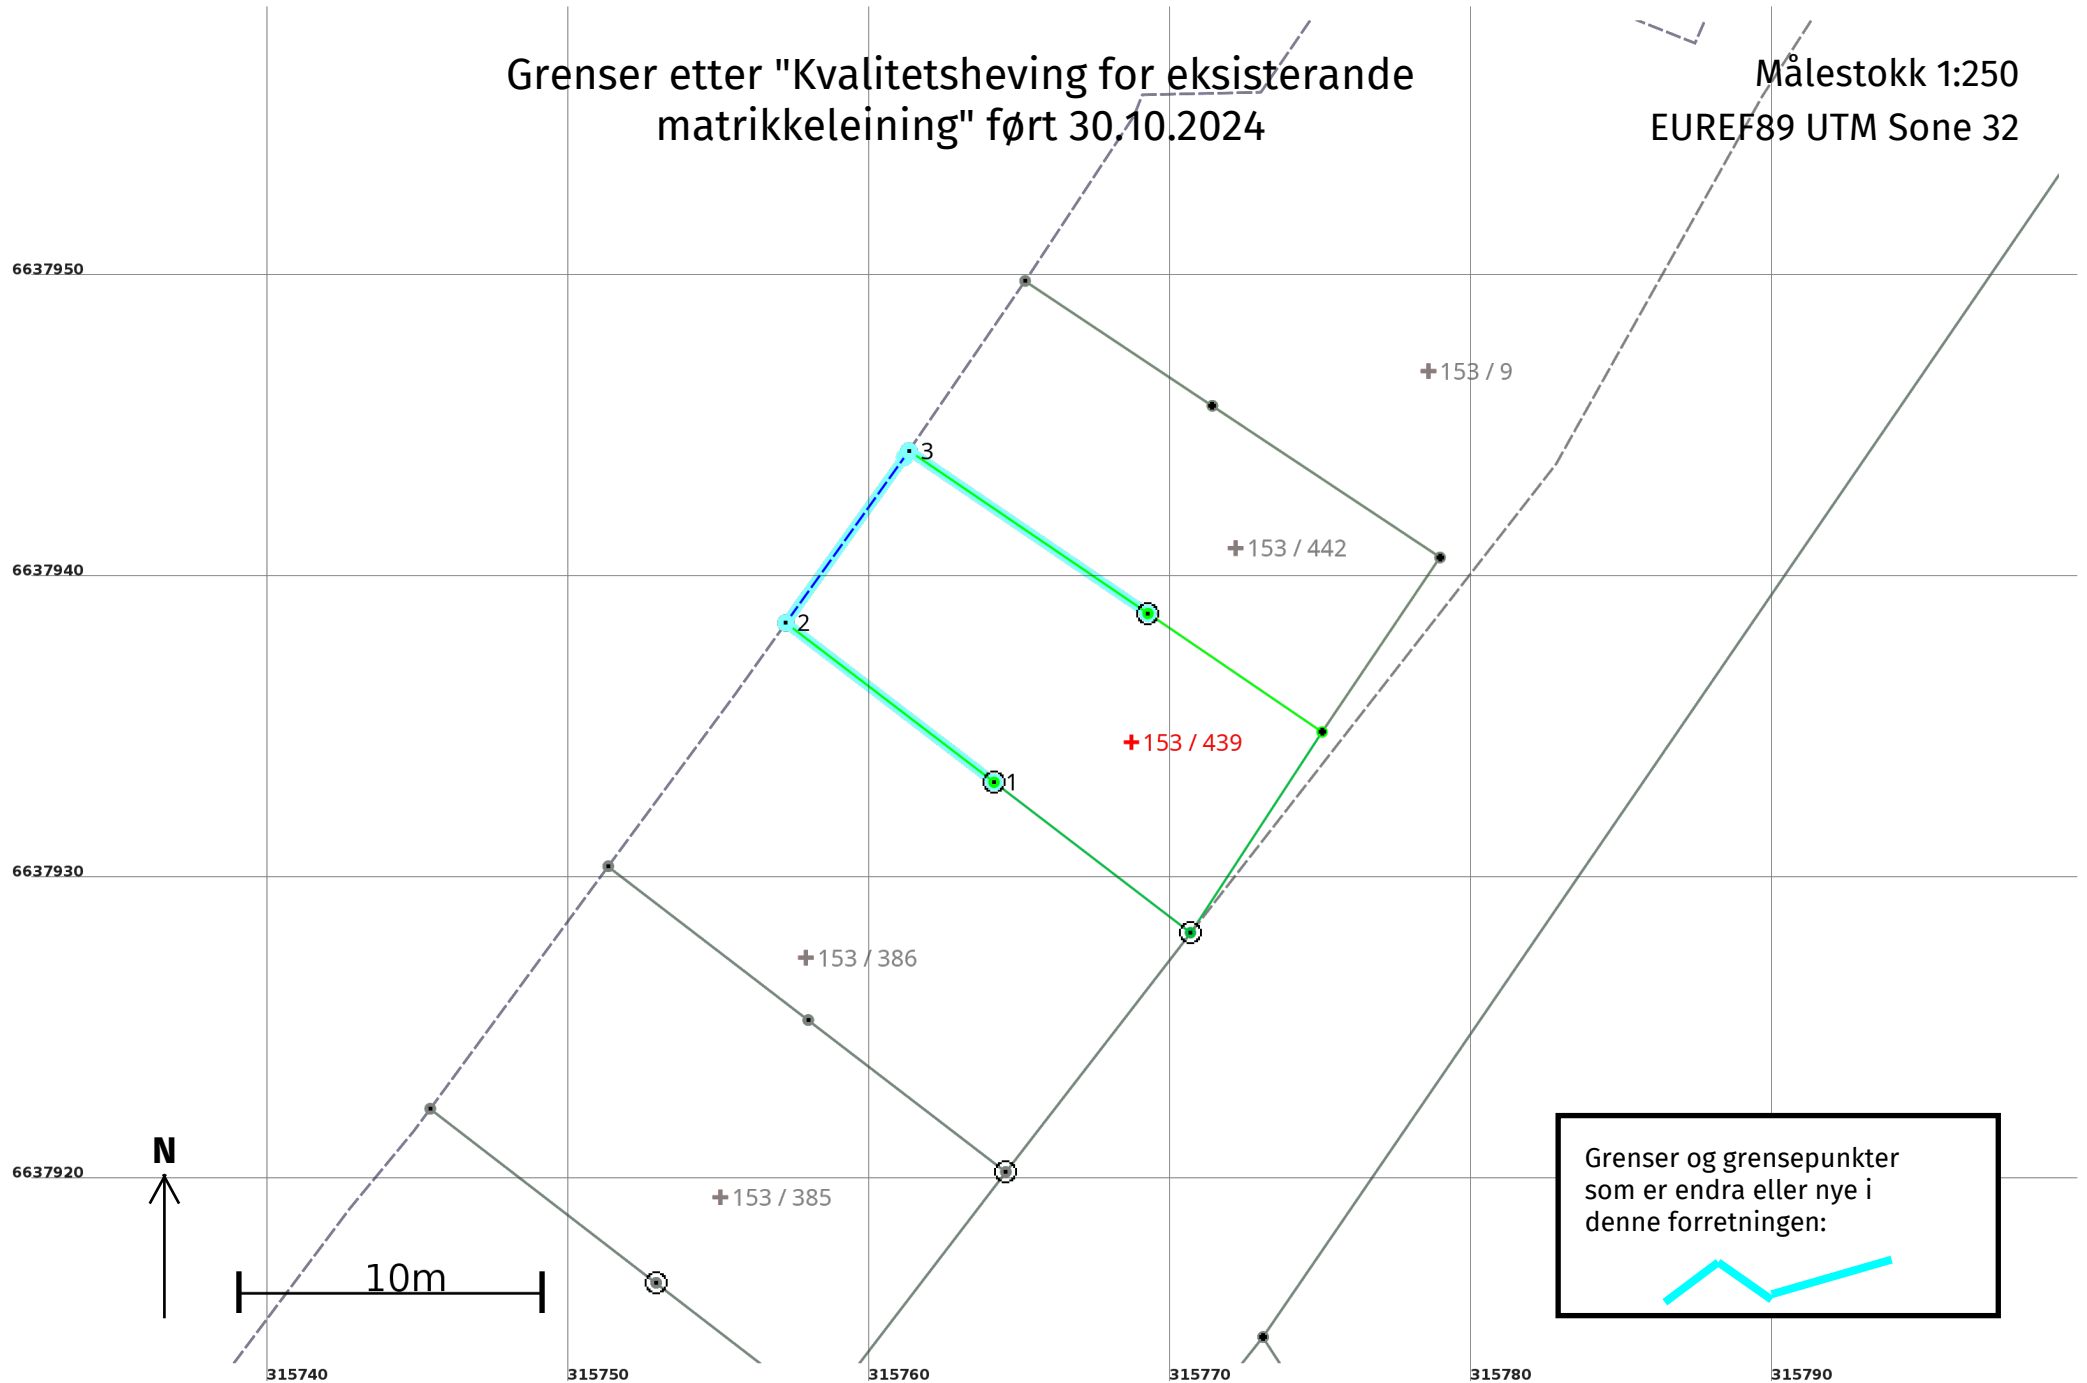 Grenser etter "Kvalitetsheving for eksisterande
matrikkeleining" ført 30.10.2024
Målestokk 1:250
EUREF89 UTM Sone 32
6637950
153 / 9
3
153 / 442
6637940
2
153 / 439
1
6637930
153 / 386
N
6637920
153 / 385
10m
Grenser og grensepunkter
som er endra eller nye i
denne forretningen:
315740
315750
315760
315770
315780
315790